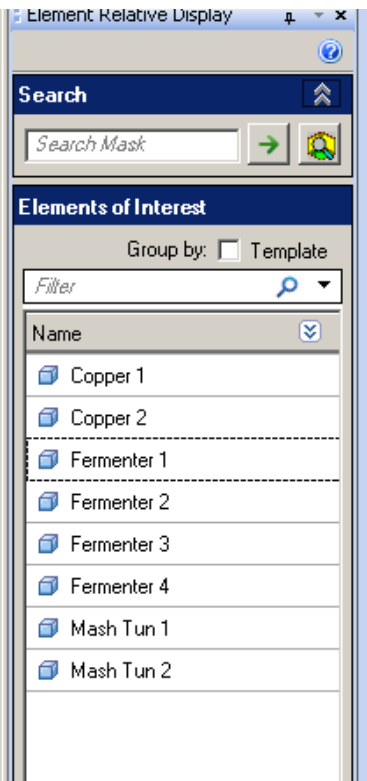 Element Relative Display
Search
Search Mask
Elements of Interest
Group by: Template
Filter
Name
Copper 1
Copper 2
Fermenter 1
Fermenter 2
Fermenter 3
Fermenter 4
Mash Tun 1
Mash Tun 2